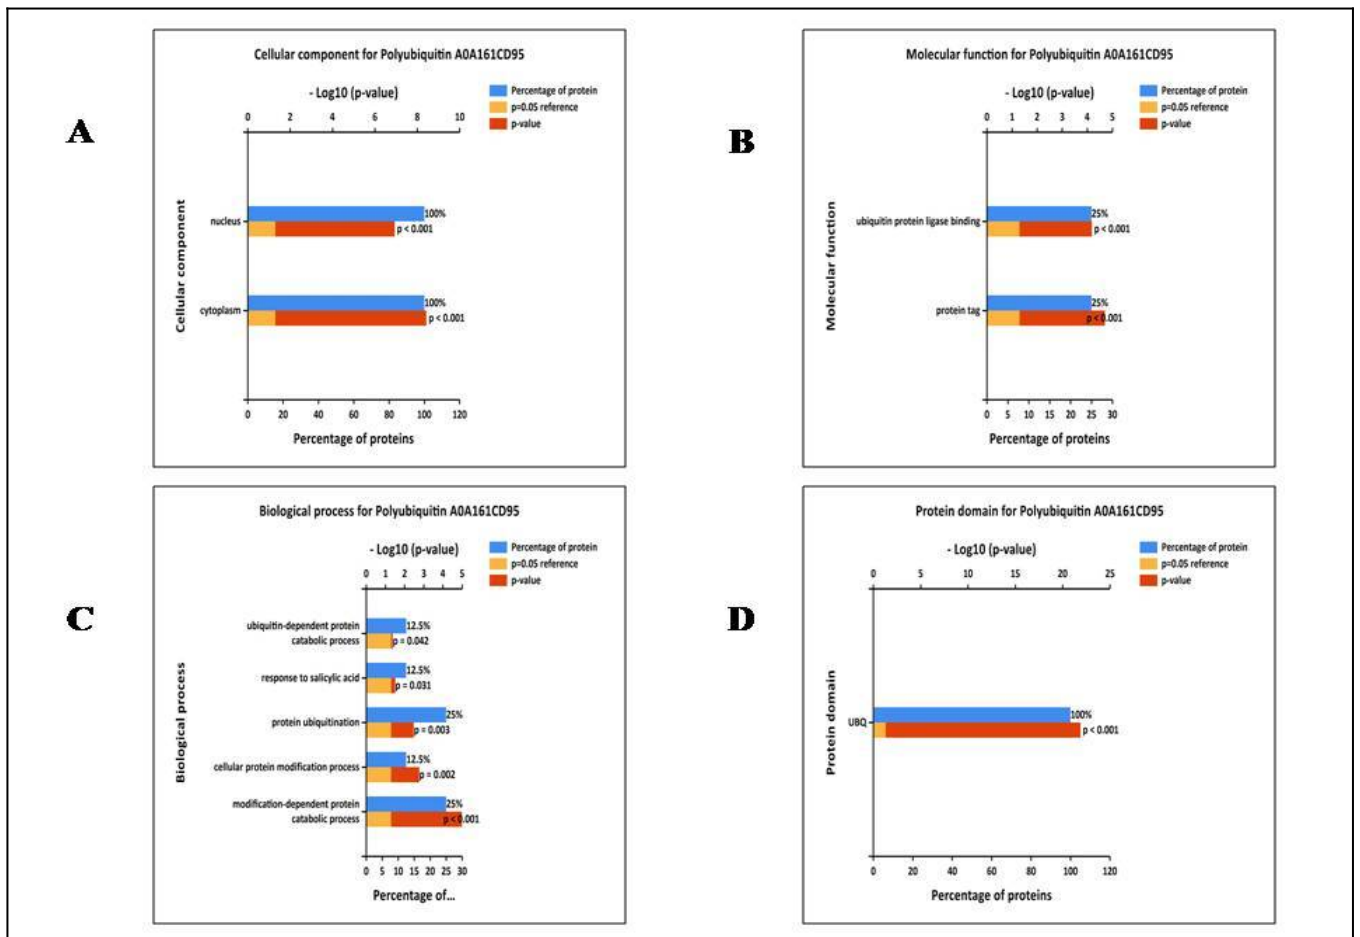 A
Cellular component for Polyubiquitin A0A161CD95
- Log10 (p-value)
Percentage of protein
p=0.05 reference
p-value
0 2 4 6 8 10
Cellular component
nucleus
100%
p < 0.001
cytoplasm
100%
p < 0.001
0 20 40 60 80 100 120
Percentage of proteins
B
Molecular function for Polyubiquitin A0A161CD95
- Log10 (p-value)
Percentage of protein
p=0.05 reference
p-value
0 1 2 3 4 5
Molecular function
ubiquitin protein ligase binding
25%
p < 0.001
protein tag
25%
p < 0.001
0 5 10 15 20 25 30
Percentage of proteins
C
Biological process for Polyubiquitin A0A161CD95
- Log10 (p-value)
Percentage of protein
p=0.05 reference
p-value
0 1 2 3 4 5
Biological process
ubiquitin-dependent protein
catabolic process
12.5%
p = 0.042
response to salicylic acid
12.5%
p = 0.031
protein ubiquitination
25%
p = 0.003
cellular protein modification process
12.5%
p = 0.002
modification-dependent protein
catabolic process
25%
p < 0.001
0 5 10 15 20 25 30
Percentage of...
D
Protein domain for Polyubiquitin A0A161CD95
- Log10 (p-value)
Percentage of protein
p=0.05 reference
p-value
0 5 10 15 20 25
Protein domain
UBQ
100%
p < 0.001
0 20 40 60 80 100 120
Percentage of proteins